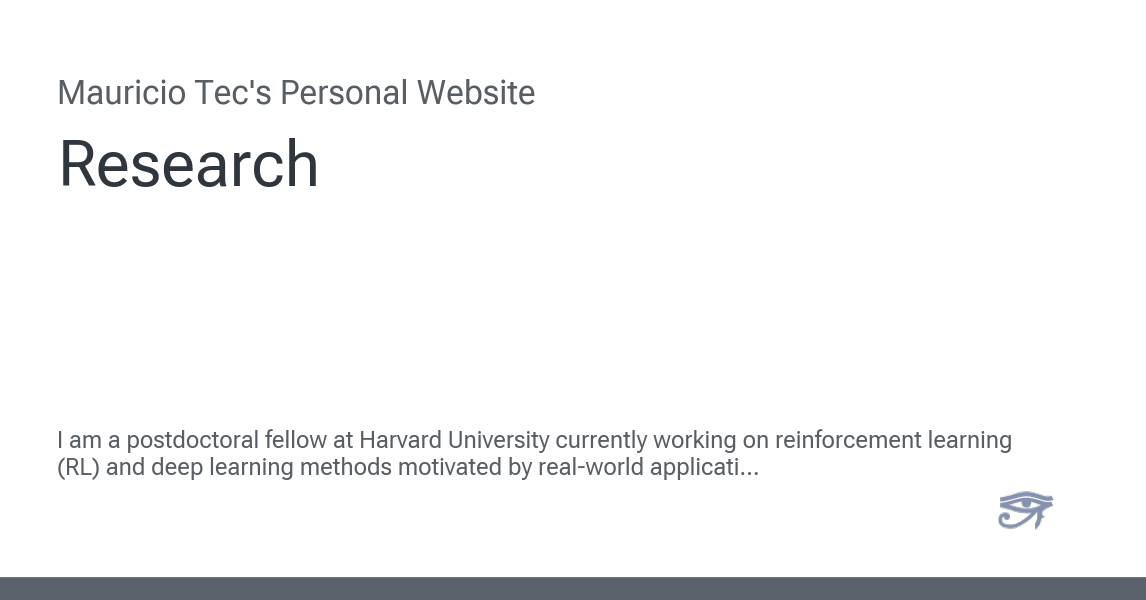 Mauricio Tec's Personal Website
Research
I am a postdoctoral fellow at Harvard University currently working on reinforcement learning
(RL) and deep learning methods motivated by real-world applicati...